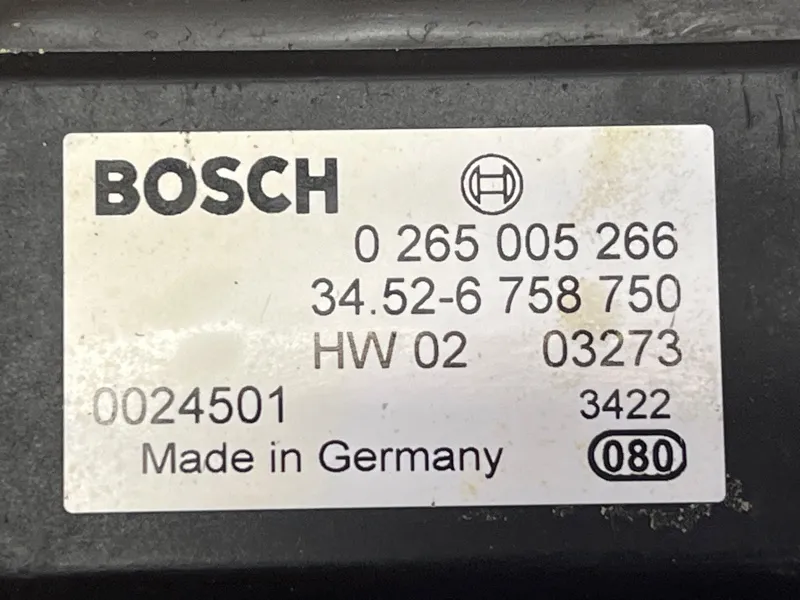 BOSCH
0 265 005 266
34.52-6 758 750
HW 02 03273
0024501 3422
Made in Germany 080